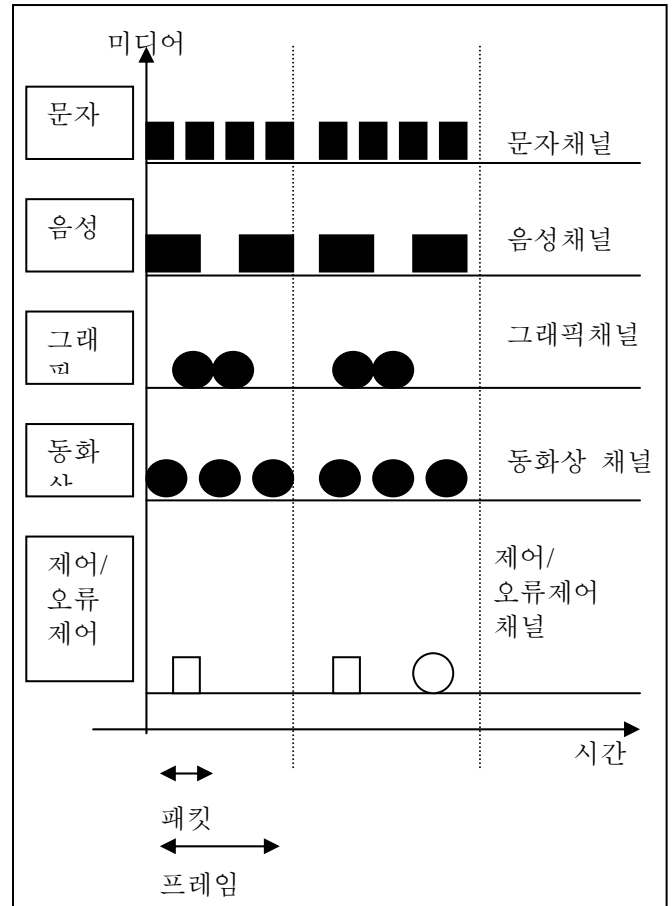 미디어
문자
문자채널
음성
음성채널
그래
그래픽채널
동화
동화상 채널
제어/
오류
제어
제어/
오류제어
채널
시간
패킷
프레임